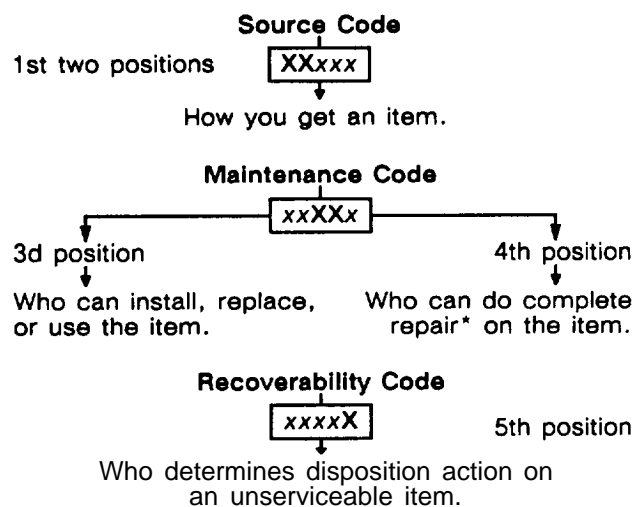 Source Code
1st two positions XXxxx
How you get an item.
Maintenance Code
xxXXx
3d position 4th position
Who can install, replace, Who can do complete
or use the item. repair* on the item.
Recoverability Code
xxxxX 5th position
Who determines disposition action on
an unserviceable item.